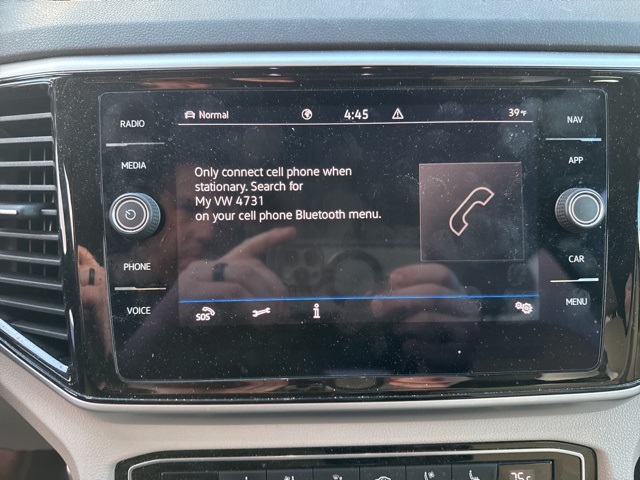 Normal
4:45
39°F
RADIO
MEDIA
PHONE
VOICE
Only connect cell phone when
stationary. Search for
My VW 4731
on your cell phone Bluetooth menu.
SOS
i
NAV
APP
CAR
MENU